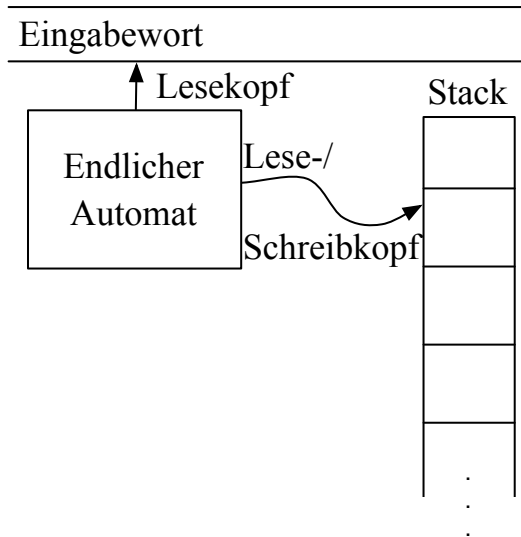 Eingabewort
Lesekopf
Stack
Endlicher
Automat
Lese-/
Schreibkopf
.
.
.